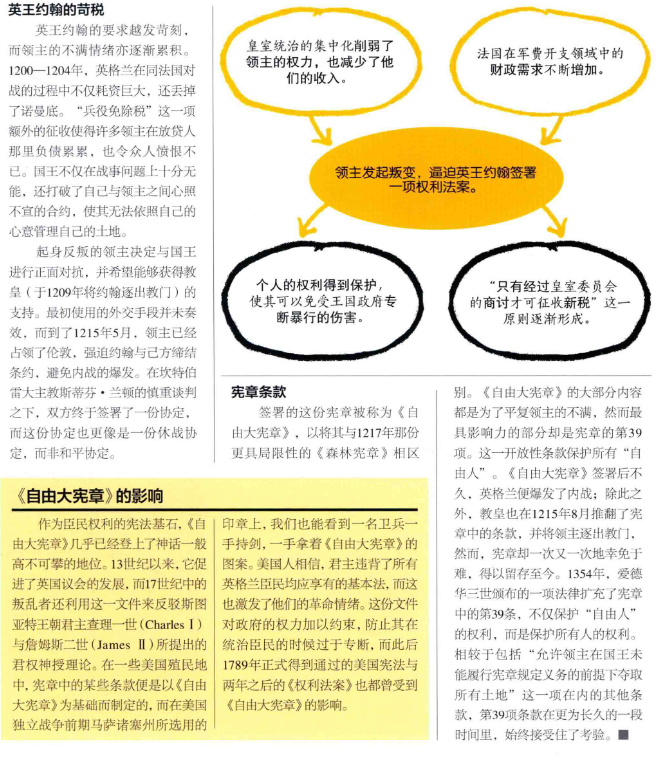 英王约翰的苛税
英王约翰的要求越发苛刻，
而领主的不满情绪亦逐渐累积。
1200—1204年，英格兰在同法国对
战的过程中不仅耗资巨大，还丢掉
了诺曼底。“兵役免除税”这一项
额外的征收使得许多领主在放贷人
那里负债累累，也令众人愤恨不
已。国王不仅在战事问题上十分无
能，还打破了自己与领主之间心照
不宣的合约，使其无法依照自己的
心意管理自己的土地。
起身反叛的领主决定与国王
进行正面对抗，并希望能够获得教
皇（于1209年将约翰逐出教门）的
支持。最初使用的外交手段并未奏
效，而到了1215年5月，领主已经
占领了伦敦，强迫约翰与己方缔结
条约，避免内战的爆发。在坎特伯
雷大主教斯蒂芬·兰顿的慎重谈判
之下，双方终于签署了一份协定，
而这份协定也更像是一份休战协
定，而非和平协定。
皇室统治的集中化削弱了
领主的权力，也减少了他
们的收入。
法国在军费开支领域中的
财政需求不断增加。
领主发起叛变，逼迫英王约翰签署
一项权利法案。
个人的权利得到保护，
使其可以免受王国政府专
断暴行的伤害。
“只有经过皇室委员会
的商讨才可征收新税”这一
原则逐渐形成。
宪章条款
签署的这份宪章被称为《自
由大宪章》，以将其与1217年那份
更具局限性的《森林宪章》相区
别。《自由大宪章》的大部分内容
都是为了平复领主的不满，然而最
具影响力的部分却是宪章的第39
项。这一开放性条款保护所有“自
由人”。《自由大宪章》签署后不
久，英格兰便爆发了内战；除此之
外，教皇也在1215年8月推翻了宪
章中的条款，并将领主逐出教门，
然而，宪章却一次又一次地幸免于
难，得以留存至今。1354年，爱德
华三世颁布的一项法律扩充了宪章
中的第39条，不仅保护“自由人”
的权利，而是保护所有人的权利。
相较于包括“允许领主在国王未
能履行宪章规定义务的前提下夺取
所有土地”这一项在内的其他条
款，第39项条款在更为长久的一段
时间里，始终接受住了考验。■
《自由大宪章》的影响
作为臣民权利的宪法基石，《自
由大宪章》几乎已经登上了神话一般
高不可攀的地位。13世纪以来，它促
进了英国议会的发展，而17世纪中的
叛乱者还利用这一文件来反驳斯图
亚特王朝君主查理一世（Charles I）
与詹姆斯二世（James II）所提出的
君权神授理论。在一些美国殖民地
中，宪章中的某些条款便是以《自由
大宪章》为基础而制定的，而在美国
独立战争前期马萨诸塞州所选用的
印章上，我们也能看到一名卫兵一
手持剑，一手拿着《自由大宪章》的
图案。美国人相信，君主违背了所有
英格兰臣民均应享有的基本法，而这
也激发了他们的革命情绪。这份文件
对政府的权力加以约束，防止其在
统治臣民的时候过于专断，而此后
1789年正式得到通过的美国宪法与
两年之后的《权利法案》也都曾受到
《自由大宪章》的影响。